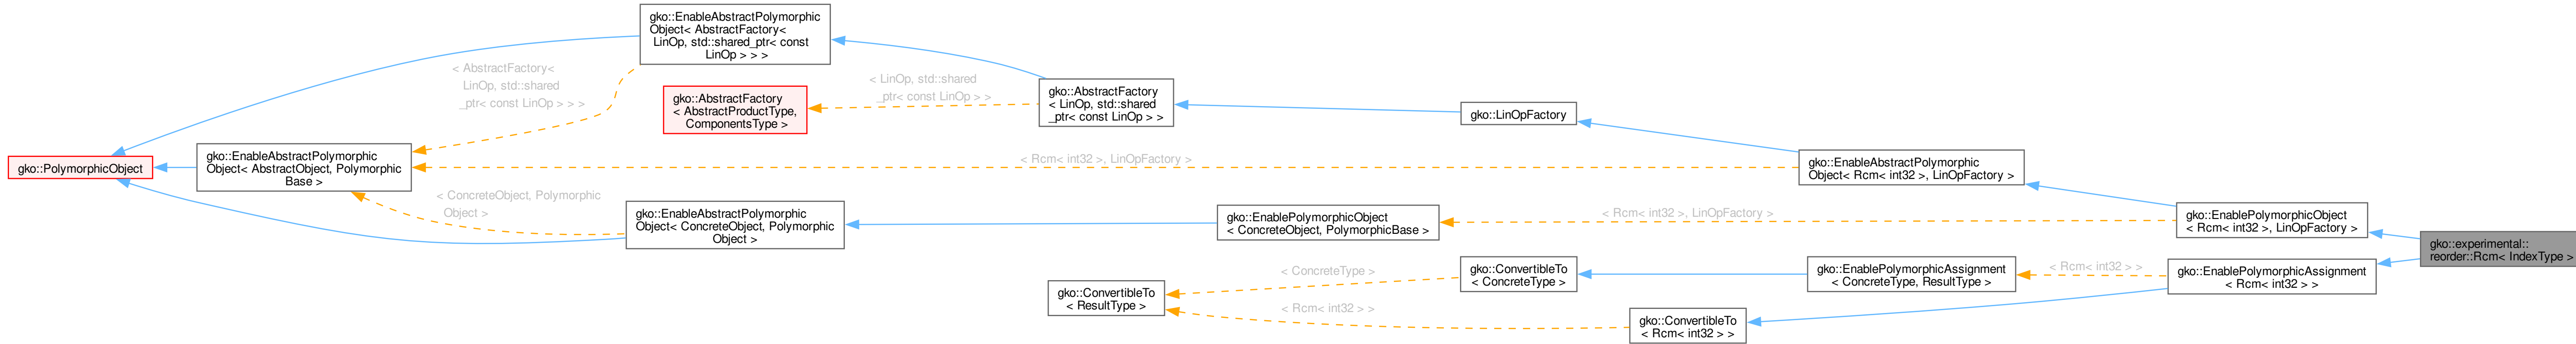 gko::EnableAbstractPolymorphic
Object< AbstractFactory<
LinOp, std::shared_ptr< const
LinOp > > >
< AbstractFactory<
LinOp, std::shared
_ptr< const LinOp > > >
gko::AbstractFactory
< AbstractProductType,
ComponentsType >
< LinOp, std::shared
_ptr< const LinOp > >
gko::AbstractFactory
< LinOp, std::shared
_ptr< const LinOp > >
gko::LinOpFactory
gko::PolymorphicObject
gko::EnableAbstractPolymorphic
Object< AbstractObject, Polymorphic
Base >
< Rcm< int32 >, LinOpFactory >
gko::EnableAbstractPolymorphic
Object< Rcm< int32 >, LinOpFactory >
< ConcreteObject, Polymorphic
Object >
gko::EnableAbstractPolymorphic
Object< ConcreteObject, Polymorphic
Object >
gko::EnablePolymorphicObject
< ConcreteObject, PolymorphicBase >
< Rcm< int32 >, LinOpFactory >
gko::EnablePolymorphicObject
< Rcm< int32 >, LinOpFactory >
gko::experimental::
reorder::Rcm< IndexType >
gko::ConvertibleTo
< ResultType >
< ConcreteType >
gko::ConvertibleTo
< ConcreteType >
gko::EnablePolymorphicAssignment
< ConcreteType, ResultType >
< Rcm< int32 > >
gko::EnablePolymorphicAssignment
< Rcm< int32 > >
< Rcm< int32 > >
gko::ConvertibleTo
< Rcm< int32 > >